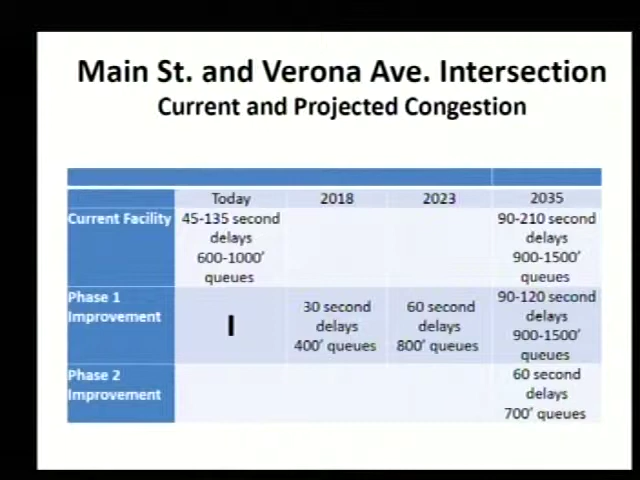 Main St. and Verona Ave. Intersection
Current and Projected Congestion
Today 2018 2023 2035
Current Facility 45-135 second 90-210 second
delays delays
600-1000' 900-1500'
queues queues
Phase 1 30 second 60 second 90-120 second
Improvement delays delays delays
400' queues 800' queues 900-1500'
queues
Phase 2 60 second
Improvement delays
700' queues